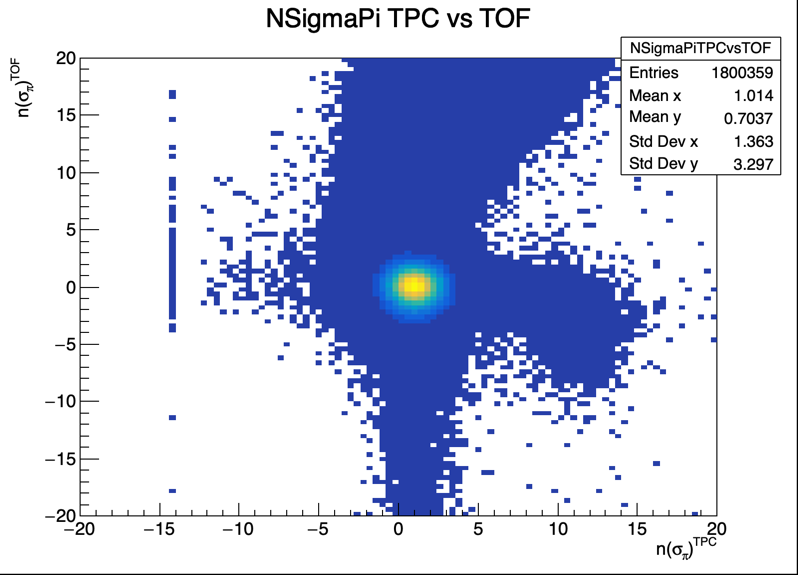 NSigmaPi TPC vs TOF
NSigmaPiTPCvsTOF
Entries 1800359
Mean x 1.014
Mean y 0.7037
Std Dev x 1.363
Std Dev y 3.297
n(σπ)TOF
20
15
10
5
0
−5
−10
−15
−20
−20 −15 −10 −5 0 5 10 15 20
n(σπ)TPC